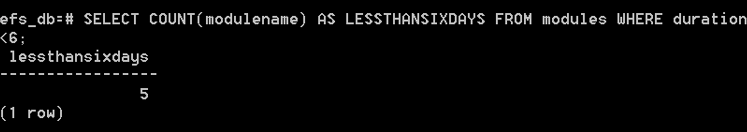 efs_db=# SELECT COUNT(modulename) AS LESSTHANSIXDAYS FROM modules WHERE duration
<6;
lessthansixdays
-----------------
5
(1 row)